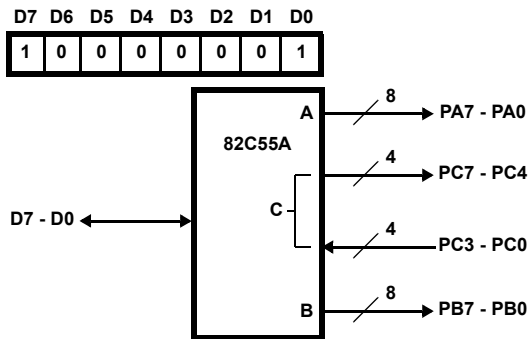 D7 D6 D5 D4 D3 D2 D1 D0
1 0 0 0 0 0 0 1
A 8 PA7 - PA0
82C55A
4 PC7 - PC4
C
D7 - D0
4 PC3 - PC0
B 8 PB7 - PB0